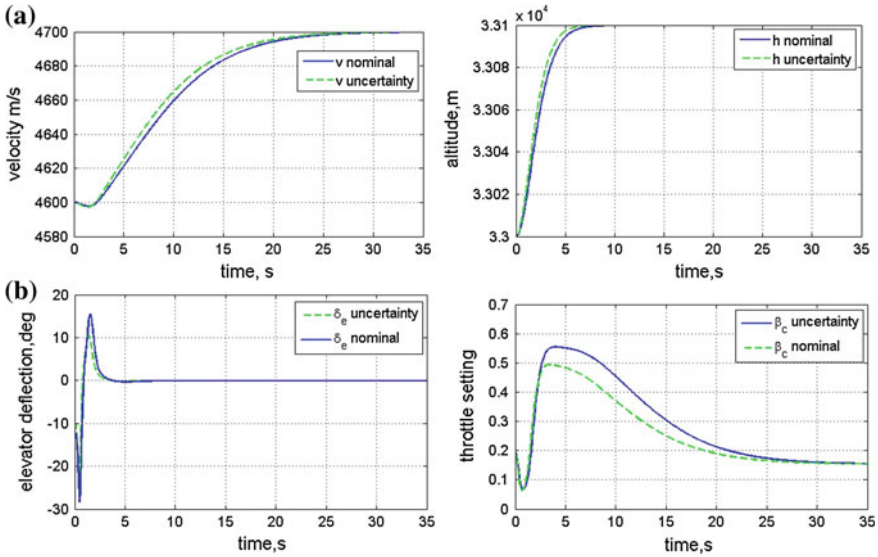 (a)
4700
4680
4660
4640
4620
4600
4580
velocity m/s
v nominal
v uncertainty
0 5 10 15 20 25 30 35
time, s
x 10⁴
3.31
3.308
3.306
3.304
3.302
3.3
altitude,m
h nominal
h uncertainty
0 5 10 15 20 25 30 35
time,s
(b)
20
10
0
-10
-20
-30
elevator deflection,deg
δe uncertainty
δe nominal
0 5 10 15 20 25 30 35
time,s
0.7
0.6
0.5
0.4
0.3
0.2
0.1
0
throttle setting
βc uncertainty
βc nominal
0 5 10 15 20 25 30 35
time,s